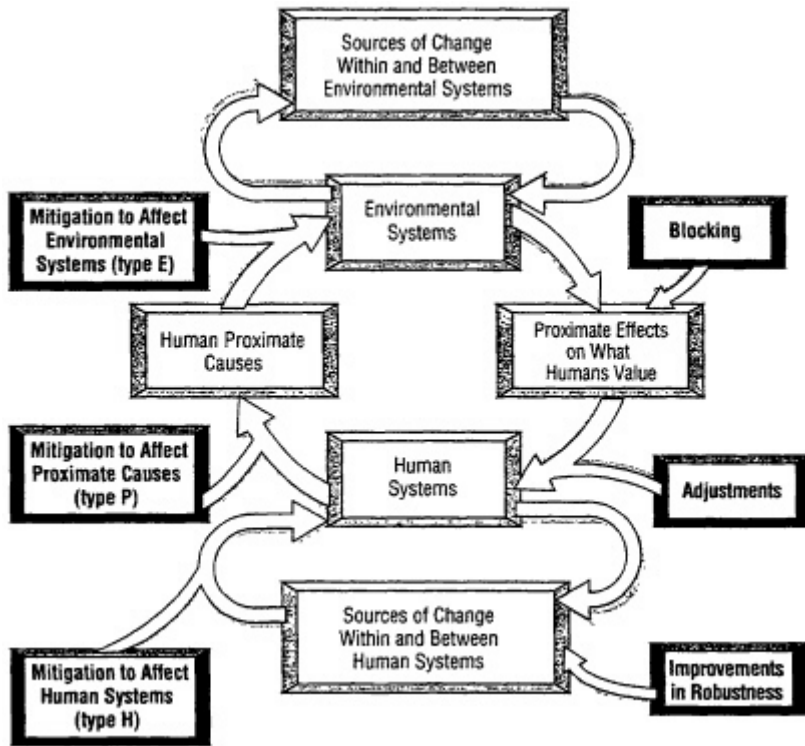 Sources of Change
Within and Between
Environmental Systems
Environmental
Systems
Mitigation to Affect
Environmental
Systems (type E)
Blocking
Human Proximate
Causes
Proximate Effects
on What
Humans Value
Mitigation to Affect
Proximate Causes
(type P)
Human
Systems
Adjustments
Sources of Change
Within and Between
Human Systems
Mitigation to Affect
Human Systems
(type H)
Improvements
in Robustness